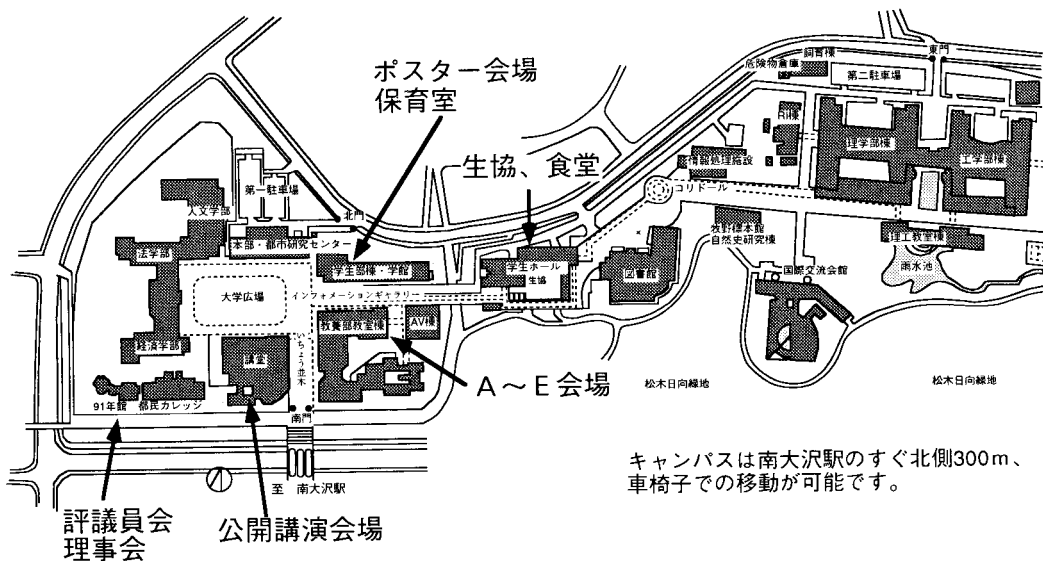 ポスター会場
保育室
生協、食堂
飼育棟
東門
危険物倉庫
第二駐車場
RI棟
理学部棟
工学部棟
情報処理施設
コリドール
第一駐車場
人文学部
北門
本部・都市研究センター
牧野標本館
自然史研究棟
理工教室棟
法学部
学生部棟・学館
学生ホール
生協
図書館
国際交流会館
雨水池
大学広場
インフォメーションギャラリー
教養部教室棟
AV棟
経済学部
講堂
いちょう並木
A～E会場
松木日向緑地
松木日向緑地
91年館
都民カレッジ
南門
キャンパスは南大沢駅のすぐ北側300m、
車椅子での移動が可能です。
至 南大沢駅
評議員会
理事会
公開講演会場